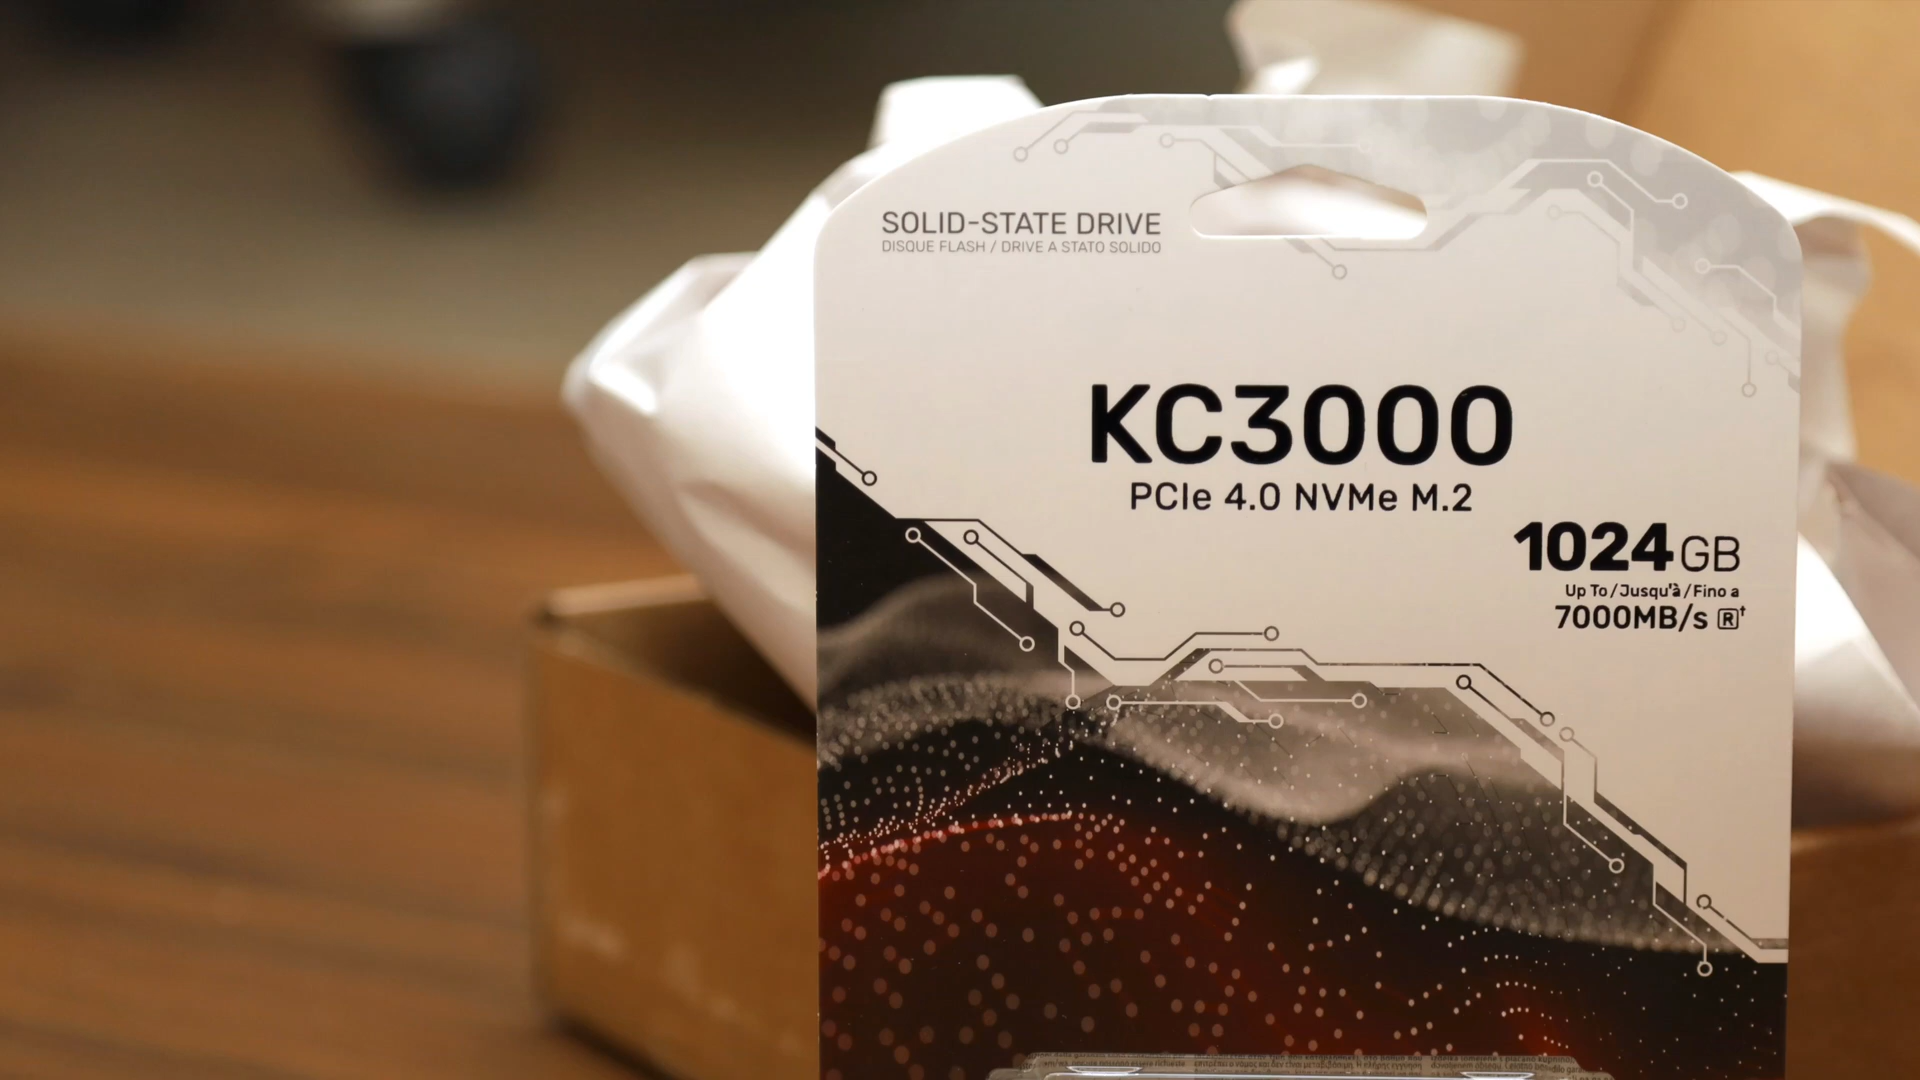 SOLID-STATE DRIVE
DISQUE FLASH / DRIVE A STATO SOLIDO
KC3000
PCIe 4.0 NVMe M.2
1024GB
Up To/Jusqu'à/Fino a
7000MB/s R†